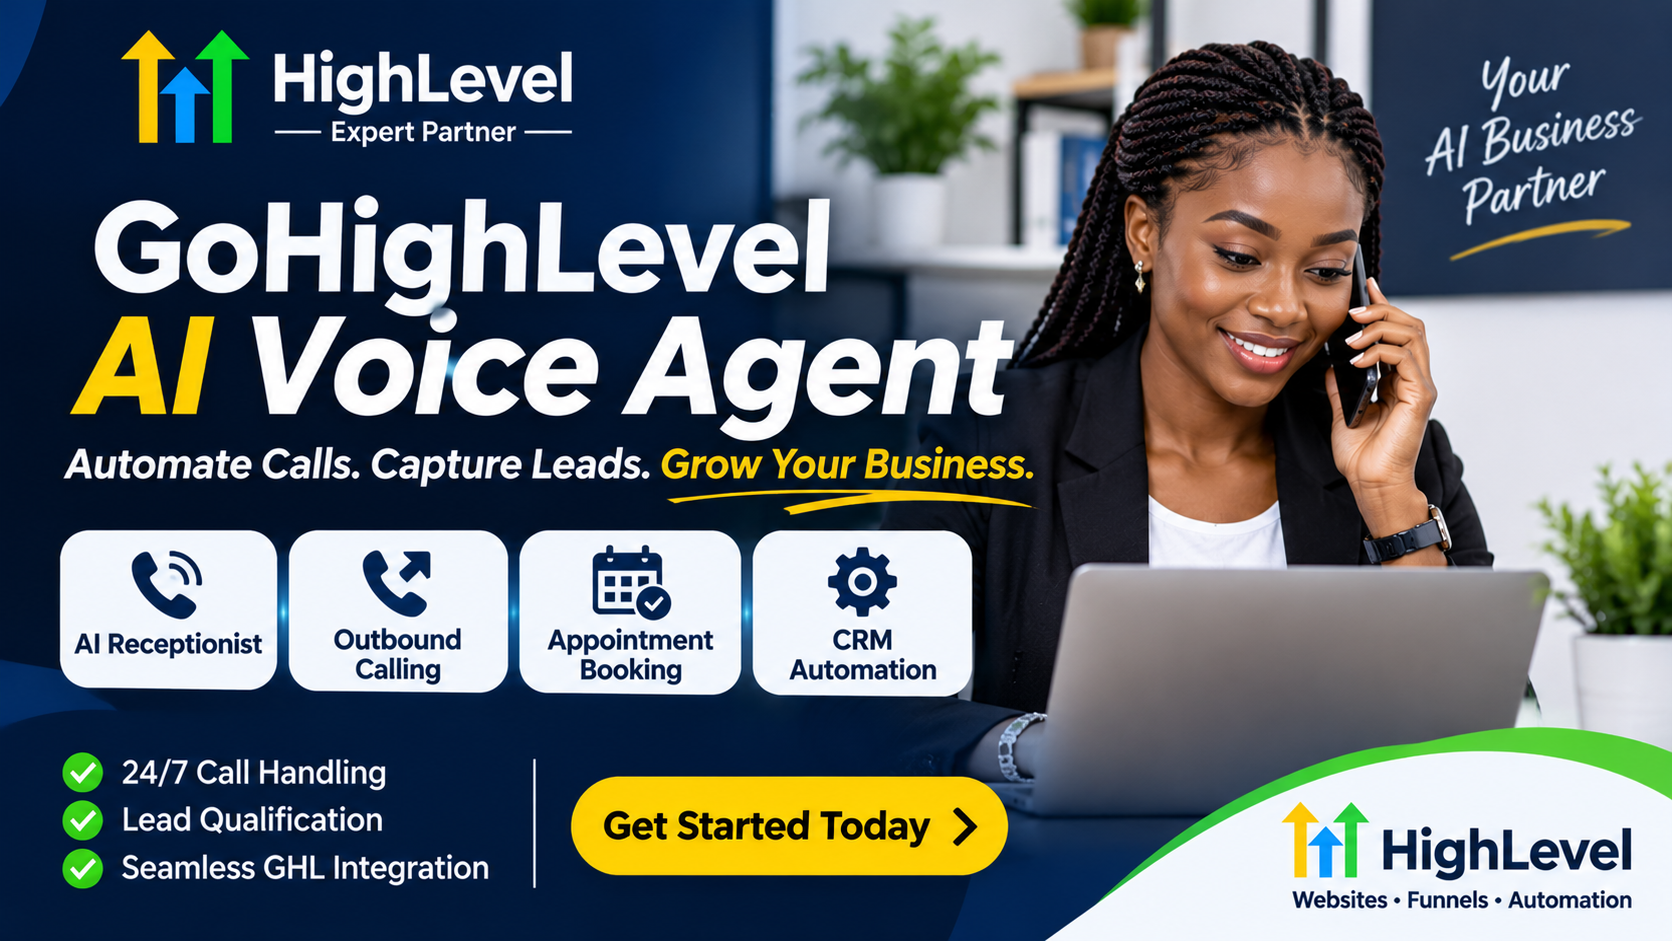 HighLevel
Expert Partner
Your
AI Business
Partner
GoHighLevel
AI Voice Agent
Automate Calls. Capture Leads. Grow Your Business.
AI Receptionist
Outbound
Calling
Appointment
Booking
CRM
Automation
24/7 Call Handling
Lead Qualification
Seamless GHL Integration
Get Started Today
HighLevel
Websites • Funnels • Automation